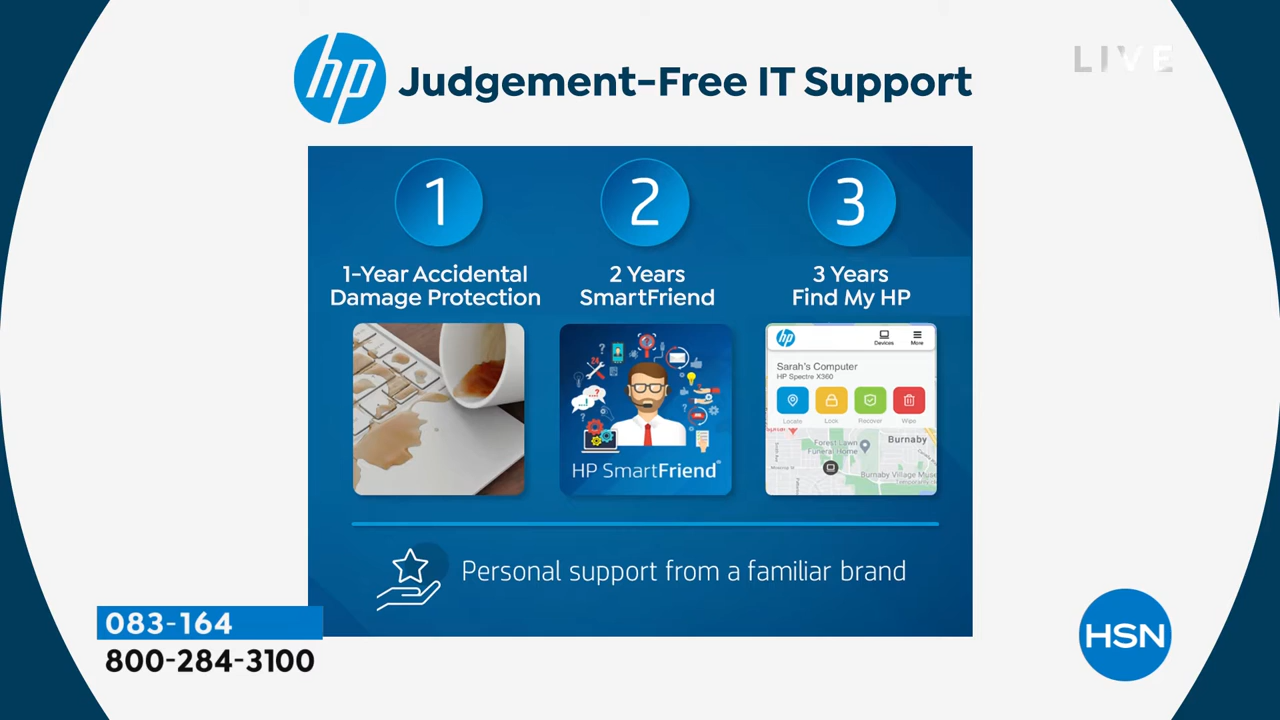 hp Judgement-Free IT Support
LIVE
1
2
3
1-Year Accidental
Damage Protection
2 Years
SmartFriend
3 Years
Find My HP
HP SmartFriend
24
hp
Devices
More
Sarah's Computer
HP Spectre X360
Locate
Lock
Recover
Wipe
Forest Lawn
Funeral Home
Burnaby
Burnaby Village Muse
Personal support from a familiar brand
083-164
800-284-3100
HSN